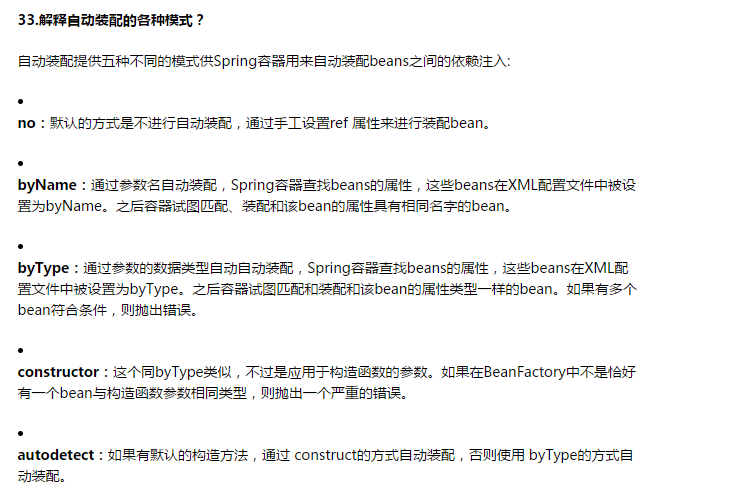 33.解释自动装配的各种模式？
自动装配提供五种不同的模式供Spring容器用来自动装配beans之间的依赖注入:
•
no：默认的方式是不进行自动装配，通过手工设置ref 属性来进行装配bean。
•
byName：通过参数名自动装配，Spring容器查找beans的属性，这些beans在XML配置文件中被设
置为byName。之后容器试图匹配、装配和该bean的属性具有相同名字的bean。
•
byType：通过参数的数据类型自动自动装配，Spring容器查找beans的属性，这些beans在XML配
置文件中被设置为byType。之后容器试图匹配和装配和该bean的属性类型一样的bean。如果有多个
bean符合条件，则抛出错误。
•
constructor：这个同byType类似，不过是应用于构造函数的参数。如果在BeanFactory中不是恰好
有一个bean与构造函数参数相同类型，则抛出一个严重的错误。
•
autodetect：如果有默认的构造方法，通过 construct的方式自动装配，否则使用 byType的方式自
动装配。